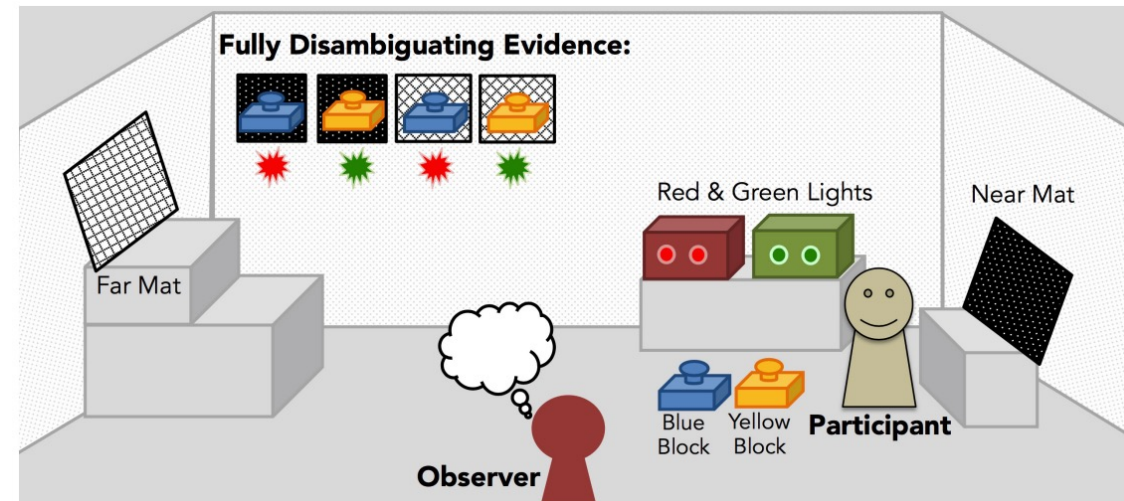 Fully Disambiguating Evidence:
Red & Green Lights
Near Mat
Far Mat
Blue
Block
Yellow
Block
Participant
Observer